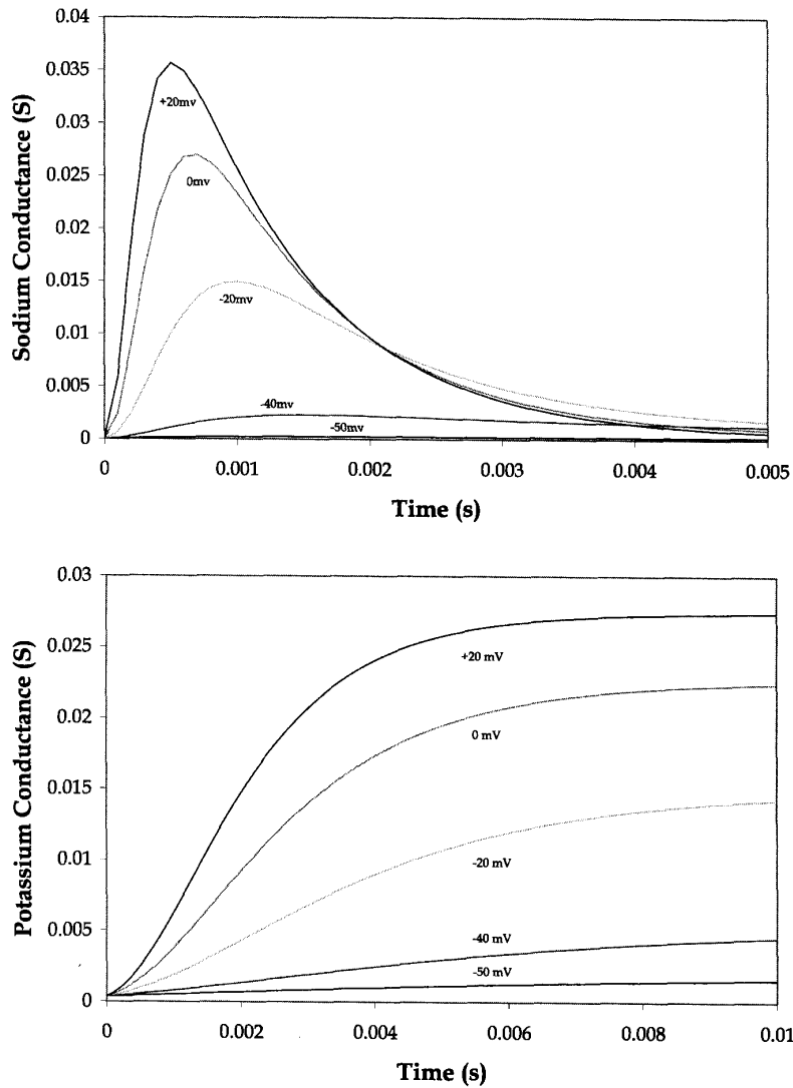 0.04
0.035
0.03
0.025
0.02
0.015
0.01
0.005
0
Sodium Conductance (S)
+20mv
0mv
-20mv
-40mv
-50mv
0 0.001 0.002 0.003 0.004 0.005
Time (s)
0.03
0.025
0.02
0.015
0.01
0.005
0
Potassium Conductance (S)
+20 mV
0 mV
-20 mV
-40 mV
-50 mV
0 0.002 0.004 0.006 0.008 0.01
Time (s)